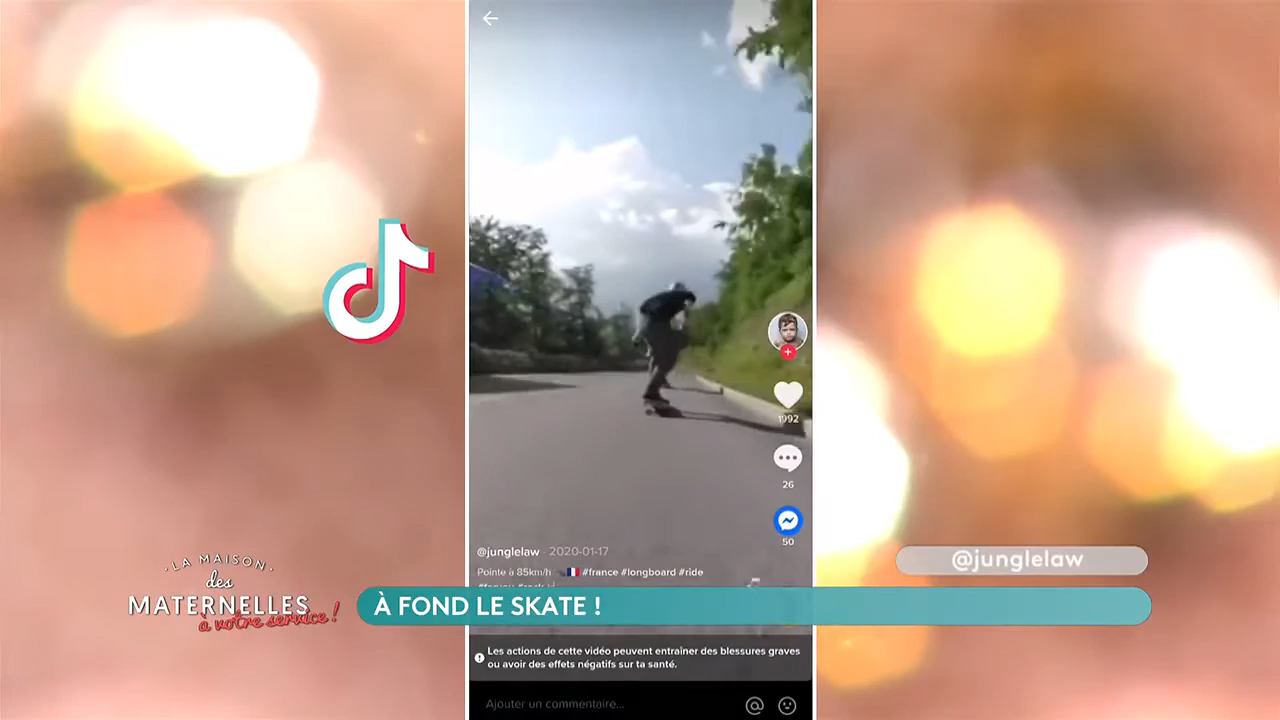 1992
26
50
@junglelaw · 2020-01-17
Pointe à 85km/h #france #longboard #ride
@junglelaw
· LA MAISON ·
des
MATERNELLES
à votre service !
À FOND LE SKATE !
Les actions de cette vidéo peuvent entraîner des blessures graves
ou avoir des effets négatifs sur ta santé.
Ajouter un commentaire...